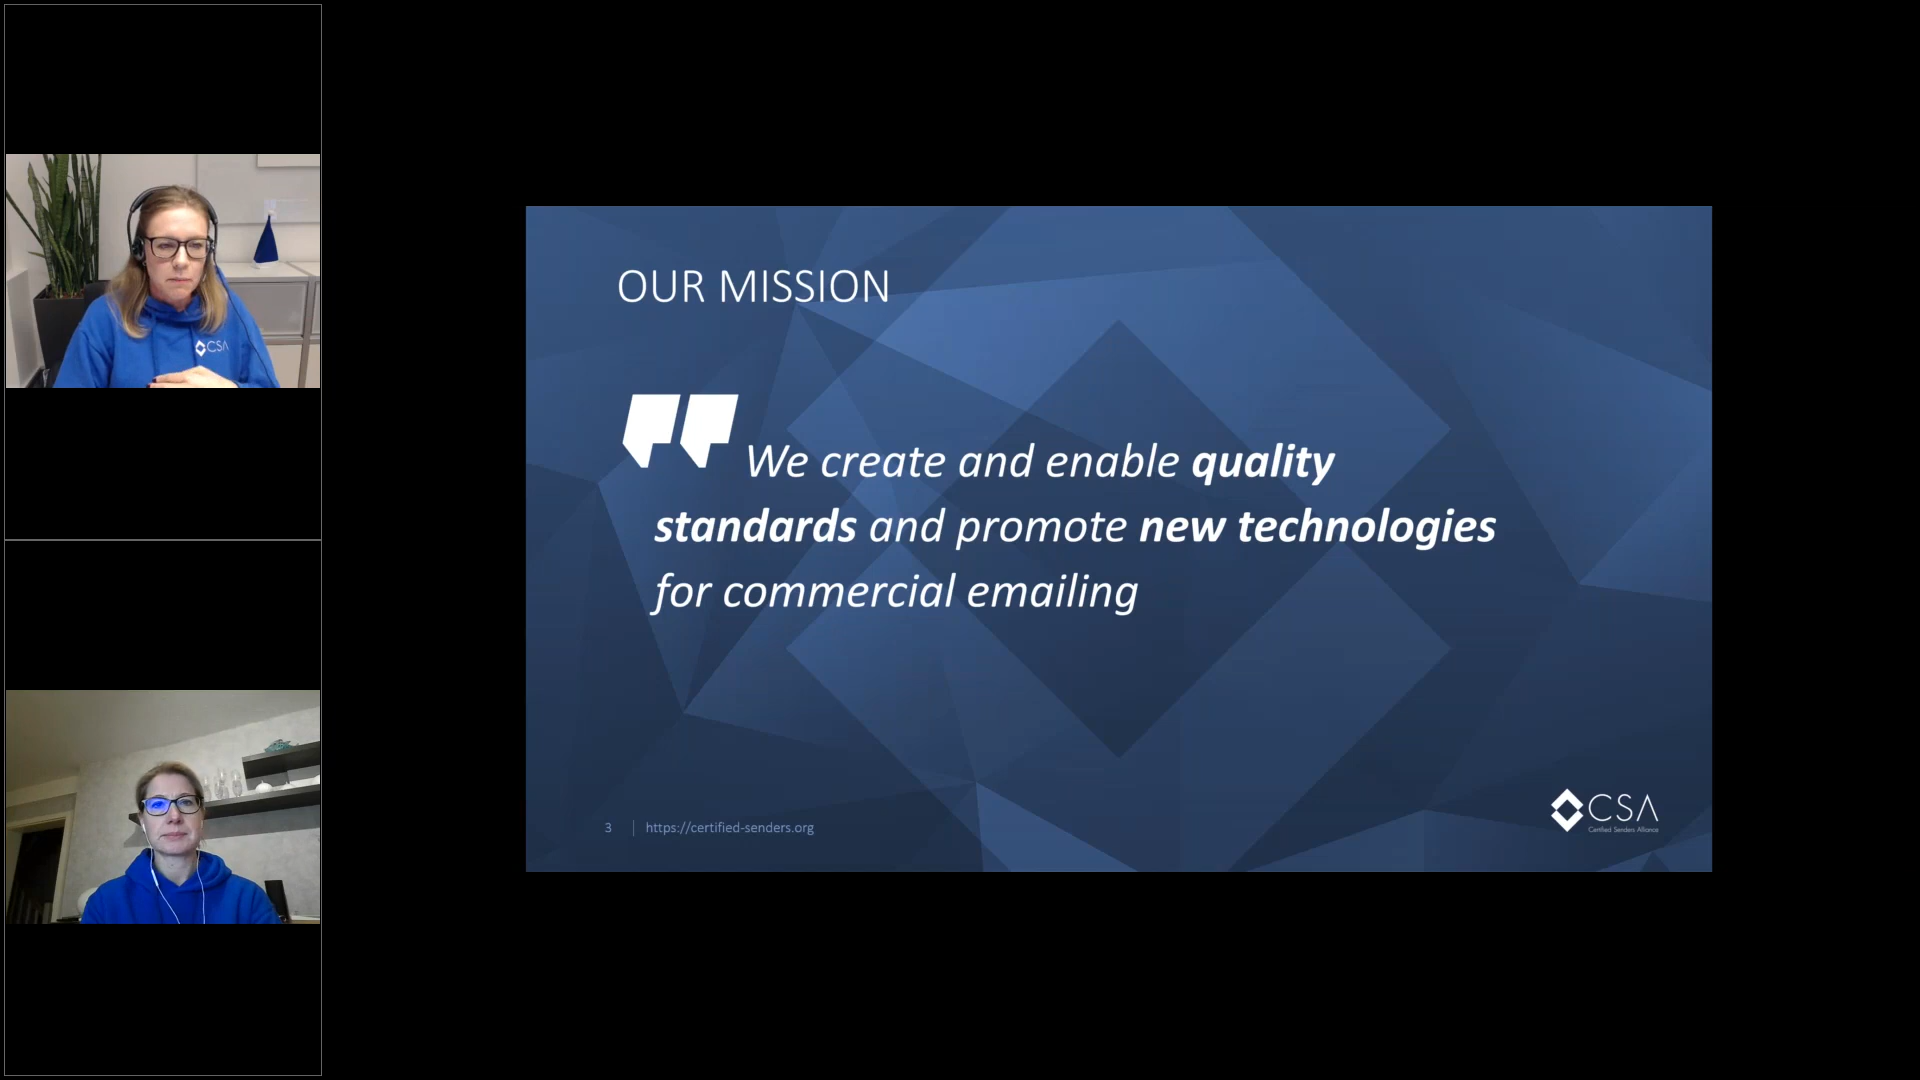 CSA
OUR MISSION
We create and enable quality
standards and promote new technologies
for commercial emailing
3
https://certified-senders.org
CSA
Certified Senders Alliance